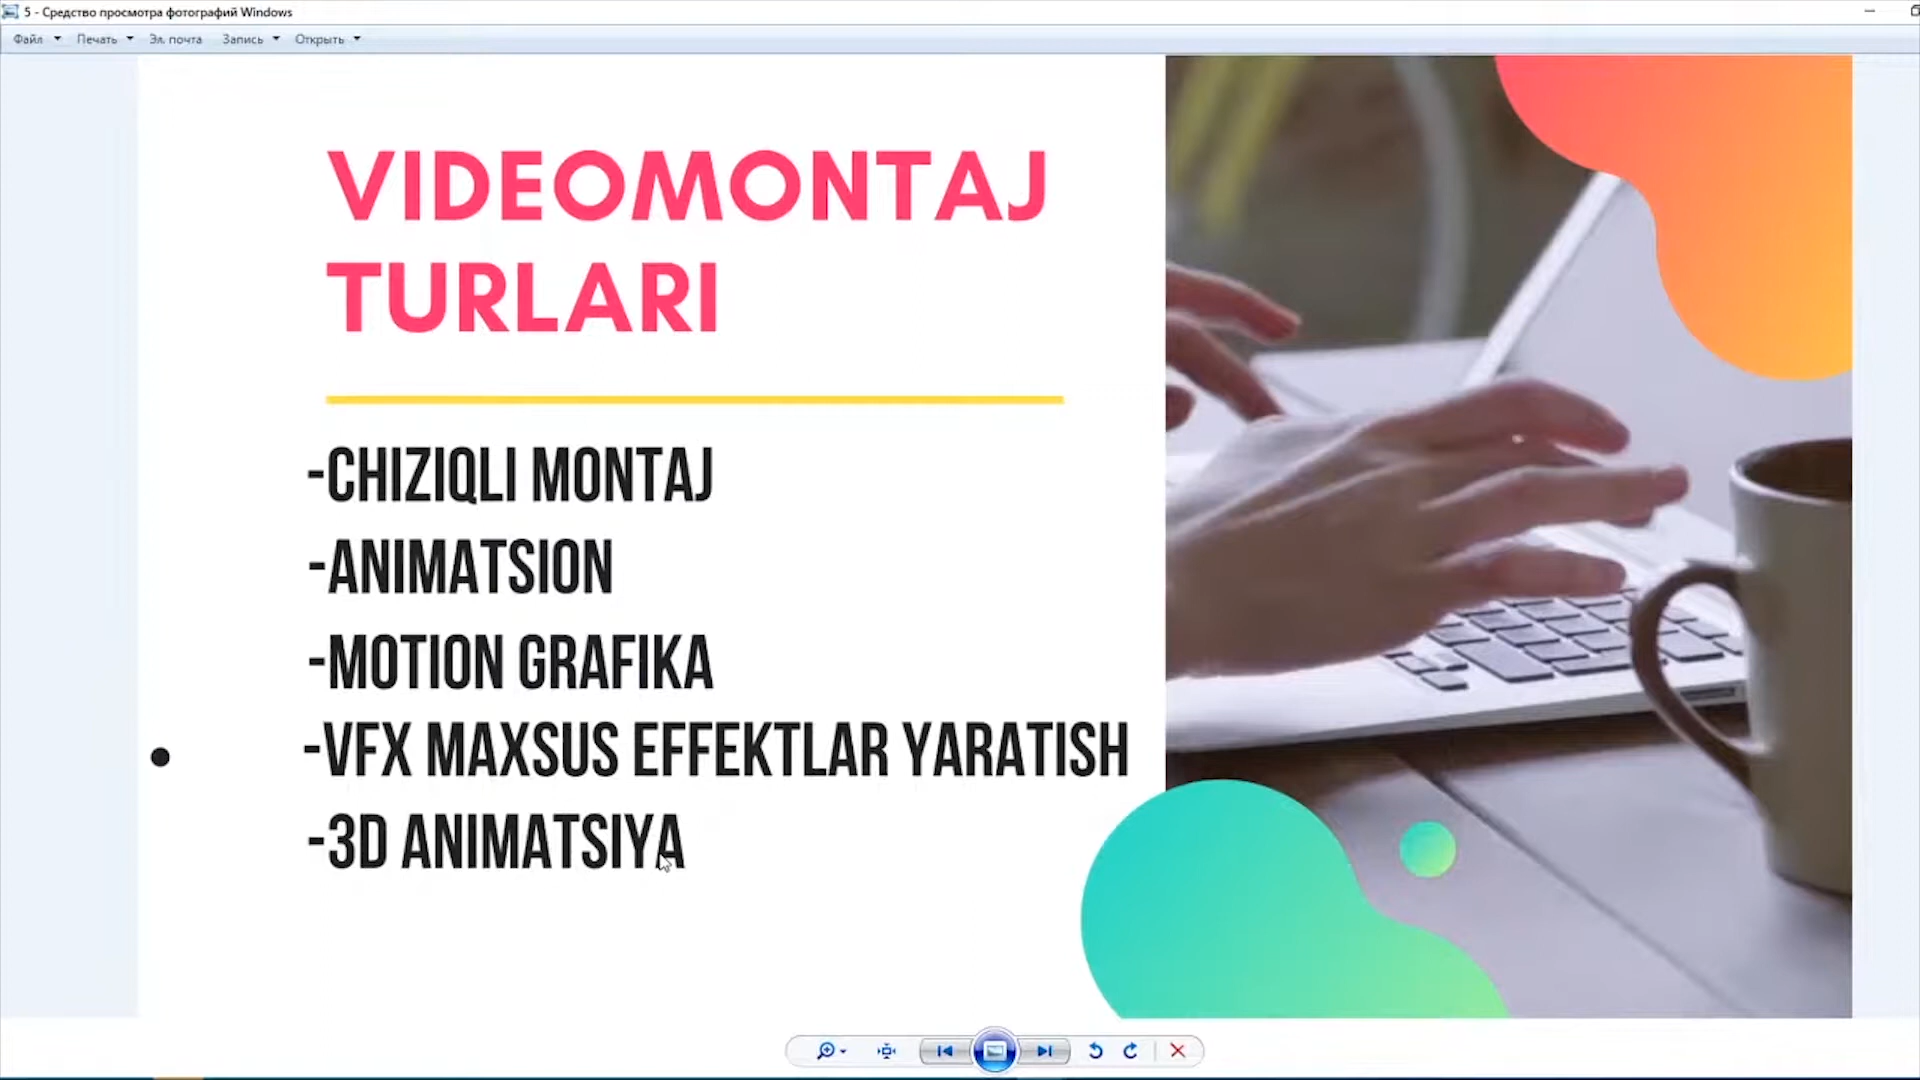 5 - Средство просмотра фотографий Windows
Файл Печать Эл. почта Запись Открыть
VIDEOMONTAJ
TURLARI
-CHIZIQLI MONTAJ
-ANIMATSION
-MOTION GRAFIKA
-VFX MAXSUS EFFEKTLAR YARATISH
-3D ANIMATSIYA